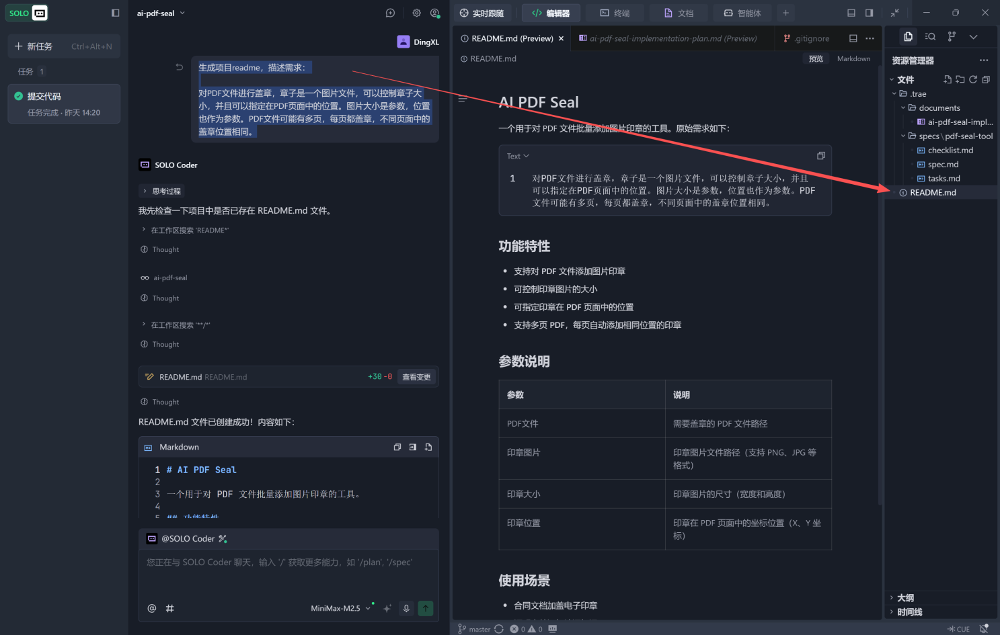 SOLO
ai-pdf-seal
新任务 Ctrl+Alt+N
任务 1
提交代码
任务完成 · 昨天 14:20
DingXL
生成项目readme，描述需求：
对PDF文件进行盖章，章子是一个图片文件，可以控制章子大
小，并且可以指定在PDF页面中的位置。图片大小是参数，位置
也作为参数。PDF文件可能有多页，每页都盖章，不同页面中的
盖章位置相同。
SOLO Coder
思考过程
我先检查一下项目中是否已存在 README.md 文件。
在工作区搜索 'README*'
Thought
ai-pdf-seal
Thought
在工作区搜索 '**/*'
Thought
README.md README.md +30 -0 查看变更
Thought
README.md 文件已创建成功！内容如下：
Markdown
1 # AI PDF Seal
2
3 一个用于对 PDF 文件批量添加图片印章的工具。
4
5 ## 功能特性
@SOLO Coder
您正在与 SOLO Coder 聊天，输入 '/' 获取更多能力，如 '/plan', '/spec'
@ # MiniMax-M2.5
实时跟随 编辑器 终端 文档 智能体
README.md (Preview) ai-pdf-seal-implementation-plan.md (Preview) .gitignore
README.md 预览 Markdown
AI PDF Seal
一个用于对 PDF 文件批量添加图片印章的工具。原始需求如下：
Text
1 对PDF文件进行盖章，章子是一个图片文件，可以控制章子大小，并且
可以指定在PDF页面中的位置。图片大小是参数，位置也作为参数。PDF
文件可能有多页，每页都盖章，不同页面中的盖章位置相同。
功能特性
• 支持对 PDF 文件添加图片印章
• 可控制印章图片的大小
• 可指定印章在 PDF 页面中的位置
• 支持多页 PDF，每页自动添加相同位置的印章
参数说明
参数 说明
PDF文件 需要盖章的 PDF 文件路径
印章图片 印章图片文件路径（支持 PNG、JPG 等
格式）
印章大小 印章图片的尺寸（宽度和高度）
印章位置 印章在 PDF 页面中的坐标位置（X、Y 坐
标）
使用场景
• 合同文档加盖电子印章
master 0 0
资源管理器
文件
.trae
documents
ai-pdf-seal-impl...
specs\pdf-seal-tool
checklist.md
spec.md
tasks.md
README.md
大纲
时间线
CUE